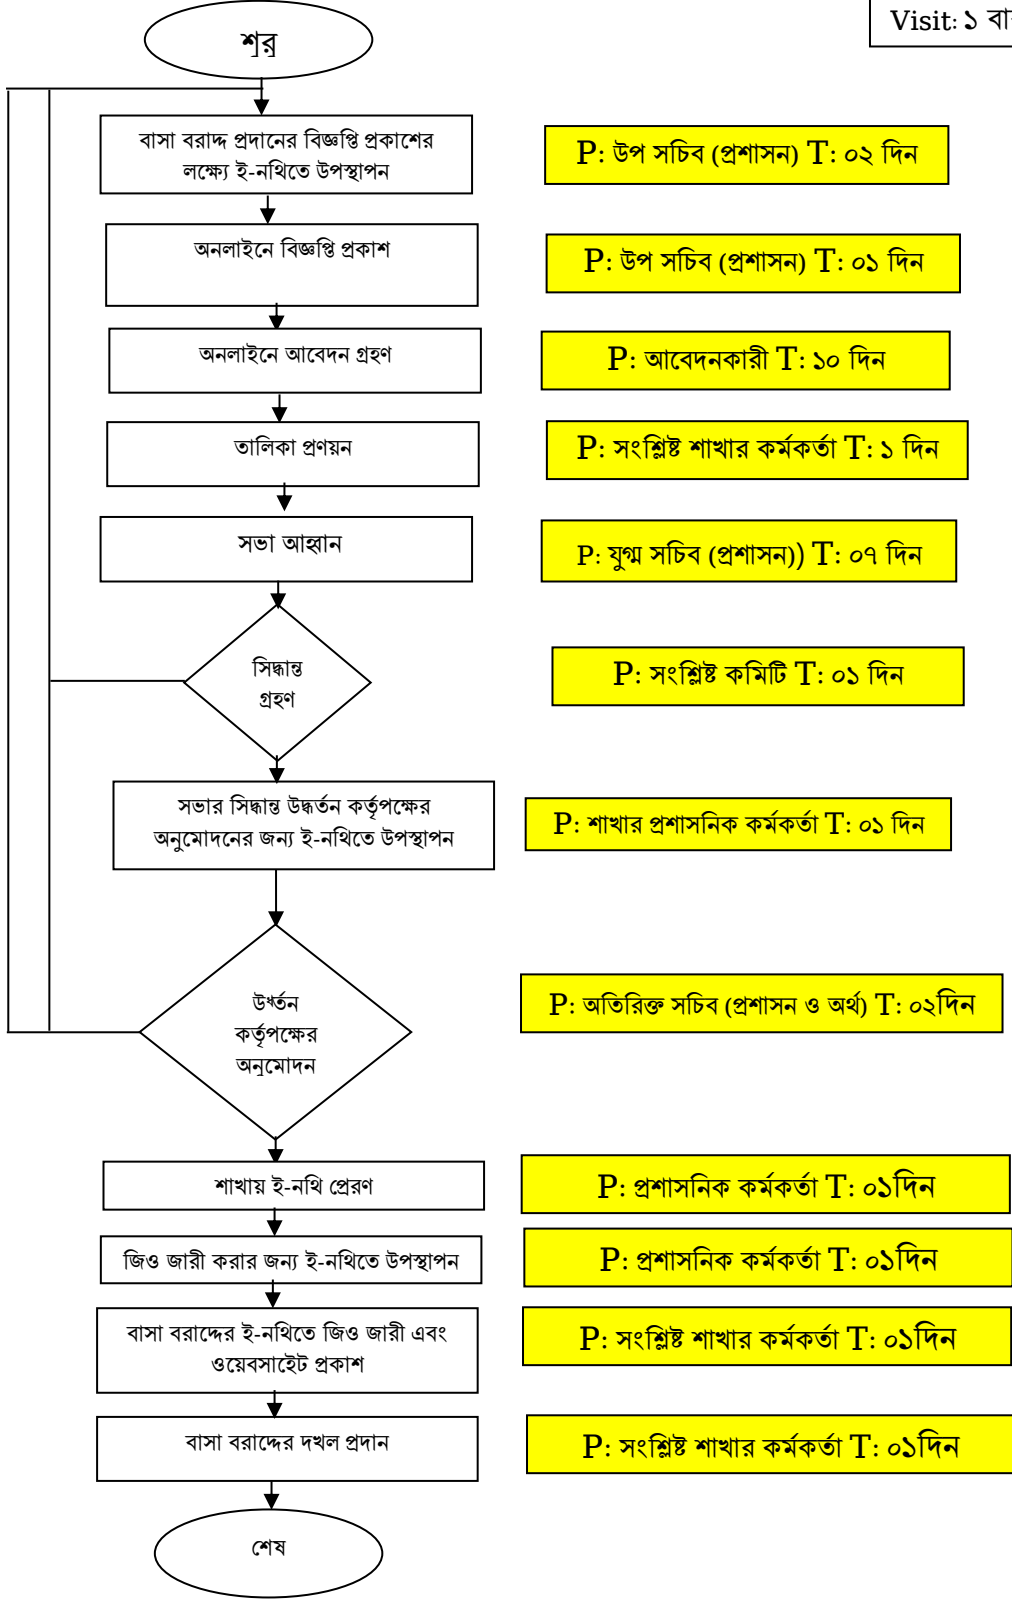 Visit: ১ বার
শুরু
বাসা বরাদ্দ প্রদানের বিজ্ঞপ্তি প্রকাশের
লক্ষ্যে ই-নথিতে উপস্থাপন
P: উপ সচিব (প্রশাসন) T: ০২ দিন
অনলাইনে বিজ্ঞপ্তি প্রকাশ
P: উপ সচিব (প্রশাসন) T: ০১ দিন
অনলাইনে আবেদন গ্রহণ
P: আবেদনকারী T: ১০ দিন
তালিকা প্রণয়ন
P: সংশ্লিষ্ট শাখার কর্মকর্তা T: ১ দিন
সভা আহ্বান
P: যুগ্ম সচিব (প্রশাসন)) T: ০৭ দিন
সিদ্ধান্ত
গ্রহণ
P: সংশ্লিষ্ট কমিটি T: ০১ দিন
সভার সিদ্ধান্ত উদ্ধর্তন কর্তৃপক্ষের
অনুমোদনের জন্য ই-নথিতে উপস্থাপন
P: শাখার প্রশাসনিক কর্মকর্তা T: ০১ দিন
উর্ধ্তন
কর্তৃপক্ষের
অনুমোদন
P: অতিরিক্ত সচিব (প্রশাসন ও অর্থ) T: ০২দিন
শাখায় ই-নথি প্রেরণ
P: প্রশাসনিক কর্মকর্তা T: ০১দিন
জিও জারী করার জন্য ই-নথিতে উপস্থাপন
P: প্রশাসনিক কর্মকর্তা T: ০১দিন
বাসা বরাদ্দের ই-নথিতে জিও জারী এবং
ওয়েবসাইেট প্রকাশ
P: সংশ্লিষ্ট শাখার কর্মকর্তা T: ০১দিন
বাসা বরাদ্দের দখল প্রদান
P: সংশ্লিষ্ট শাখার কর্মকর্তা T: ০১দিন
শেষ